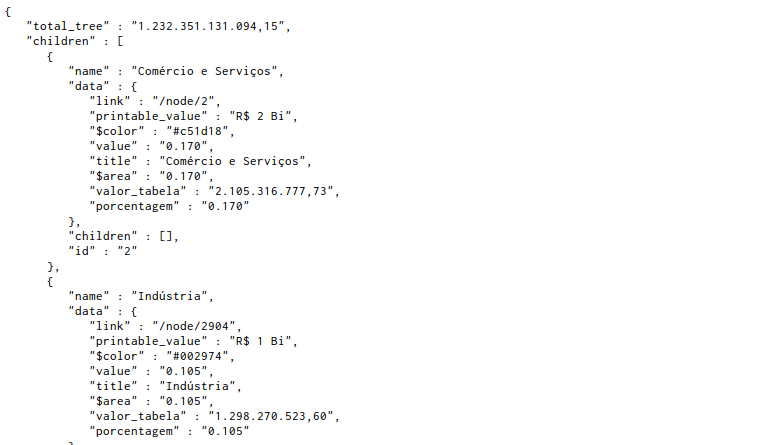 {
   "total_tree" : "1.232.351.131.094,15",
   "children" : [
      {
         "name" : "Comércio e Serviços",
         "data" : {
            "link" : "/node/2",
            "printable_value" : "R$ 2 Bi",
            "$color" : "#c51d18",
            "value" : "0.170",
            "title" : "Comércio e Serviços",
            "$area" : "0.170",
            "valor_tabela" : "2.105.316.777,73",
            "porcentagem" : "0.170"
         },
         "children" : [],
         "id" : "2"
      },
      {
         "name" : "Indústria",
         "data" : {
            "link" : "/node/2904",
            "printable_value" : "R$ 1 Bi",
            "$color" : "#002974",
            "value" : "0.105",
            "title" : "Indústria",
            "$area" : "0.105",
            "valor_tabela" : "1.298.270.523,60",
            "porcentagem" : "0.105"